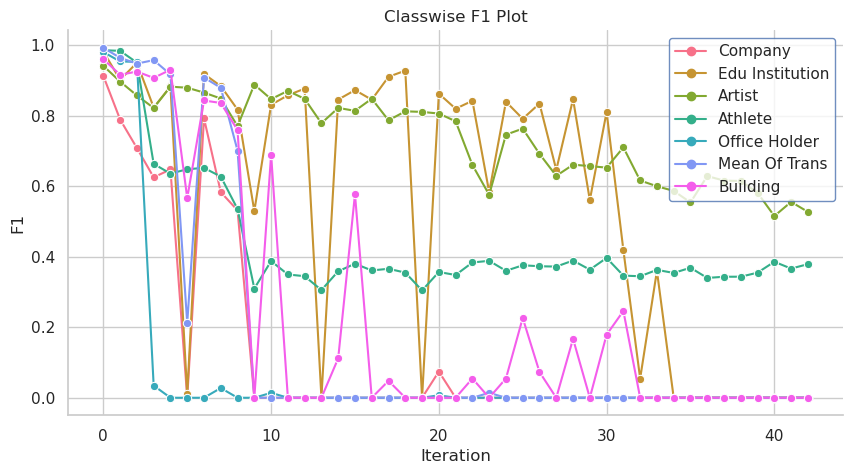 Classwise F1 Plot
1.0
0.8
0.6
0.4
0.2
0.0
F1
0
10
20
30
40
Iteration
Company
Edu Institution
Artist
Athlete
Office Holder
Mean Of Trans
Building